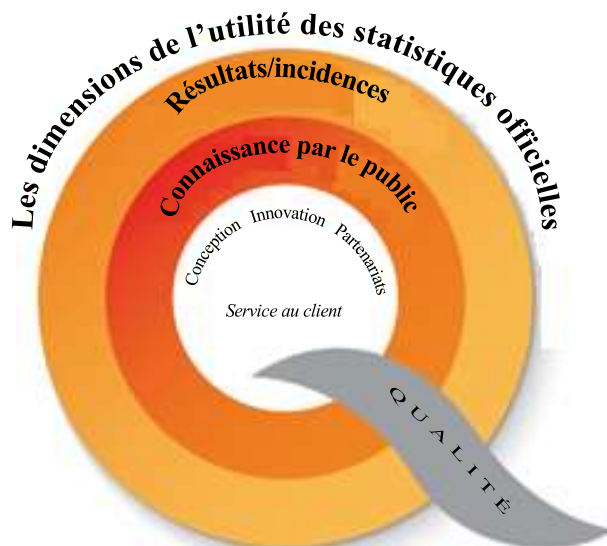 Les dimensions de l’utilité des statistiques officielles
Résultats/incidences
Connaissance par le public
Conception Innovation Partenariats
Service au client
QUALITÉ